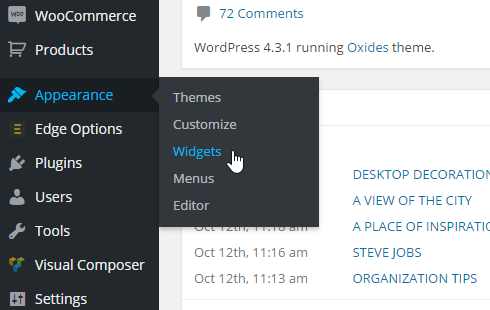 WooCommerce
Products
Appearance
Edge Options
Plugins
Users
Tools
Visual Composer
Settings
Themes
Customize
Widgets
Menus
Editor
72 Comments
WordPress 4.3.1 running Oxides theme.
DESKTOP DECORATION
A VIEW OF THE CITY
Oct 12th, 11:18 am A PLACE OF INSPIRATIO
Oct 12th, 11:16 am STEVE JOBS
Oct 12th, 11:13 am ORGANIZATION TIPS